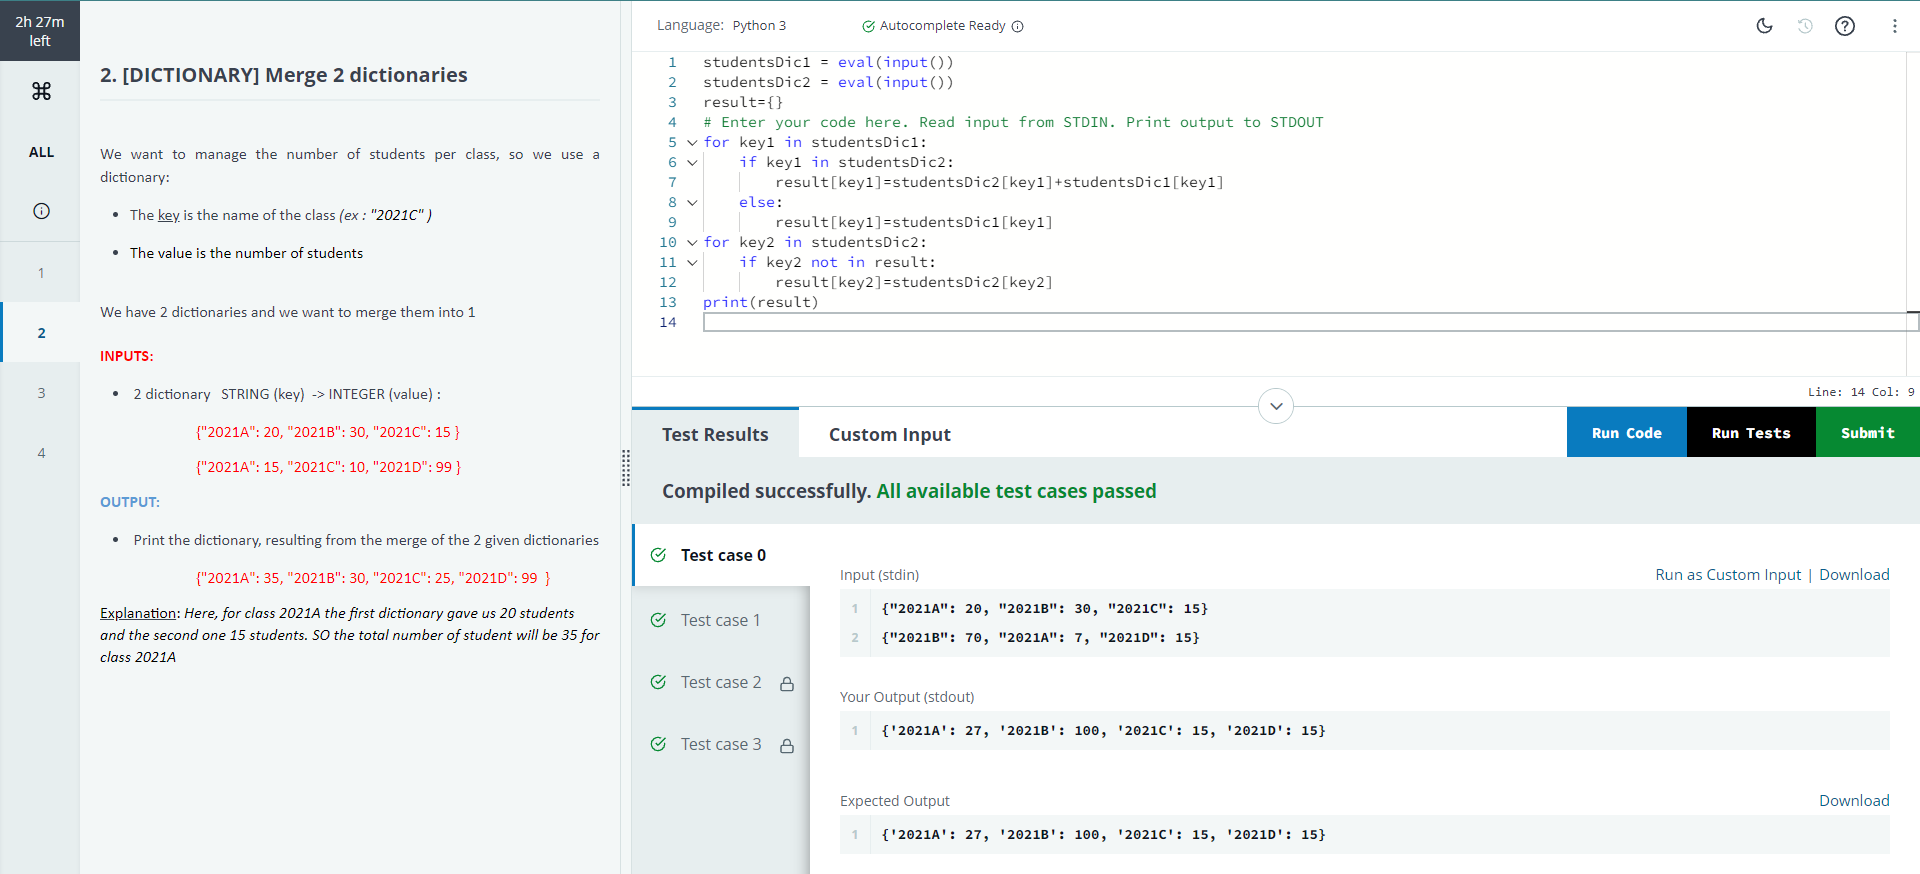 2h 27m
left
ALL
1
2
3
4
2. [DICTIONARY] Merge 2 dictionaries
We want to manage the number of students per class, so we use a
dictionary:
• The key is the name of the class (ex : "2021C" )
• The value is the number of students
We have 2 dictionaries and we want to merge them into 1
INPUTS:
• 2 dictionary STRING (key) -> INTEGER (value) :
{"2021A": 20, "2021B": 30, "2021C": 15 }
{"2021A": 15, "2021C": 10, "2021D": 99 }
OUTPUT:
• Print the dictionary, resulting from the merge of the 2 given dictionaries
{"2021A": 35, "2021B": 30, "2021C": 25, "2021D": 99 }
Explanation: Here, for class 2021A the first dictionary gave us 20 students
and the second one 15 students. SO the total number of student will be 35 for
class 2021A
Language: Python 3
Autocomplete Ready
1 studentsDic1 = eval(input())
2 studentsDic2 = eval(input())
3 result={}
4 # Enter your code here. Read input from STDIN. Print output to STDOUT
5 for key1 in studentsDic1:
6 if key1 in studentsDic2:
7 result[key1]=studentsDic2[key1]+studentsDic1[key1]
8 else:
9 result[key1]=studentsDic1[key1]
10 for key2 in studentsDic2:
11 if key2 not in result:
12 result[key2]=studentsDic2[key2]
13 print(result)
14
Line: 14 Col: 9
Test Results
Custom Input
Run Code
Run Tests
Submit
Compiled successfully. All available test cases passed
Test case 0
Test case 1
Test case 2
Test case 3
Input (stdin)
Run as Custom Input | Download
1 {"2021A": 20, "2021B": 30, "2021C": 15}
2 {"2021B": 70, "2021A": 7, "2021D": 15}
Your Output (stdout)
1 {'2021A': 27, '2021B': 100, '2021C': 15, '2021D': 15}
Expected Output
Download
1 {'2021A': 27, '2021B': 100, '2021C': 15, '2021D': 15}